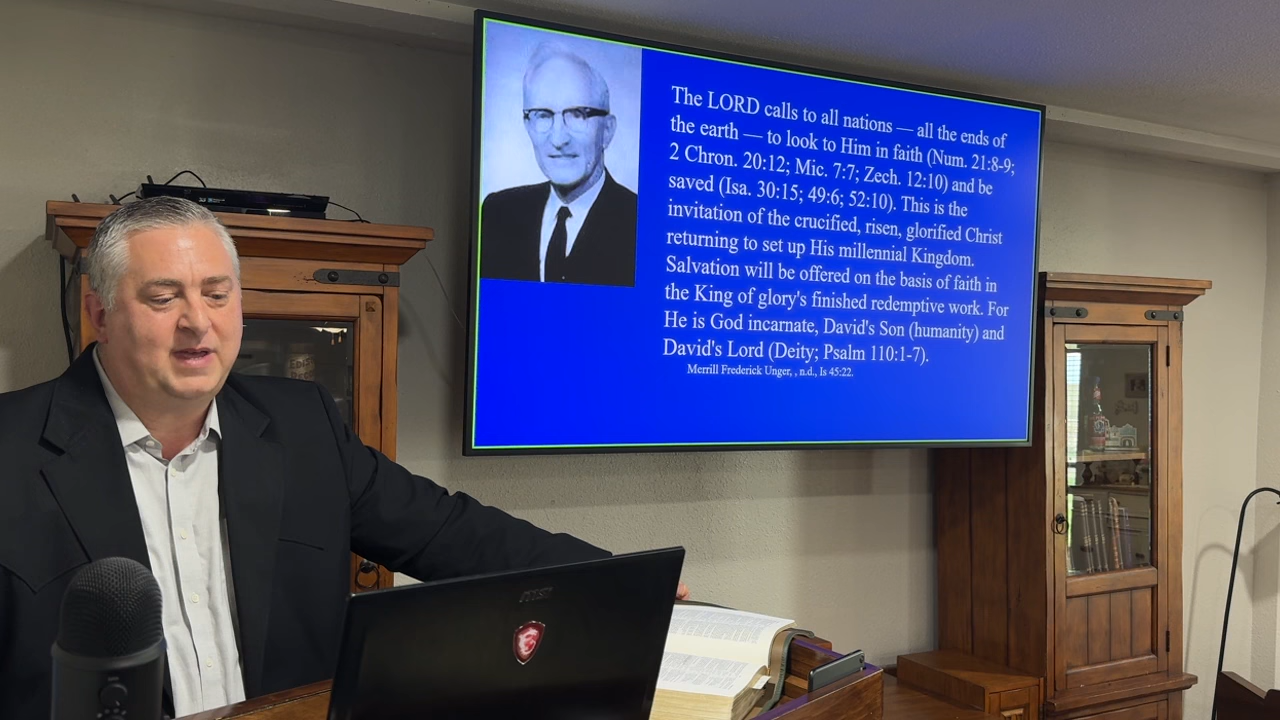 The LORD calls to all nations — all the ends of
the earth — to look to Him in faith (Num. 21:8-9;
2 Chron. 20:12; Mic. 7:7; Zech. 12:10) and be
saved (Isa. 30:15; 49:6; 52:10). This is the
invitation of the crucified, risen, glorified Christ
returning to set up His millennial Kingdom.
Salvation will be offered on the basis of faith in
the King of glory's finished redemptive work. For
He is God incarnate, David's Son (humanity) and
David's Lord (Deity; Psalm 110:1-7).
Merrill Frederick Unger, , n.d., Is 45:22.
msi